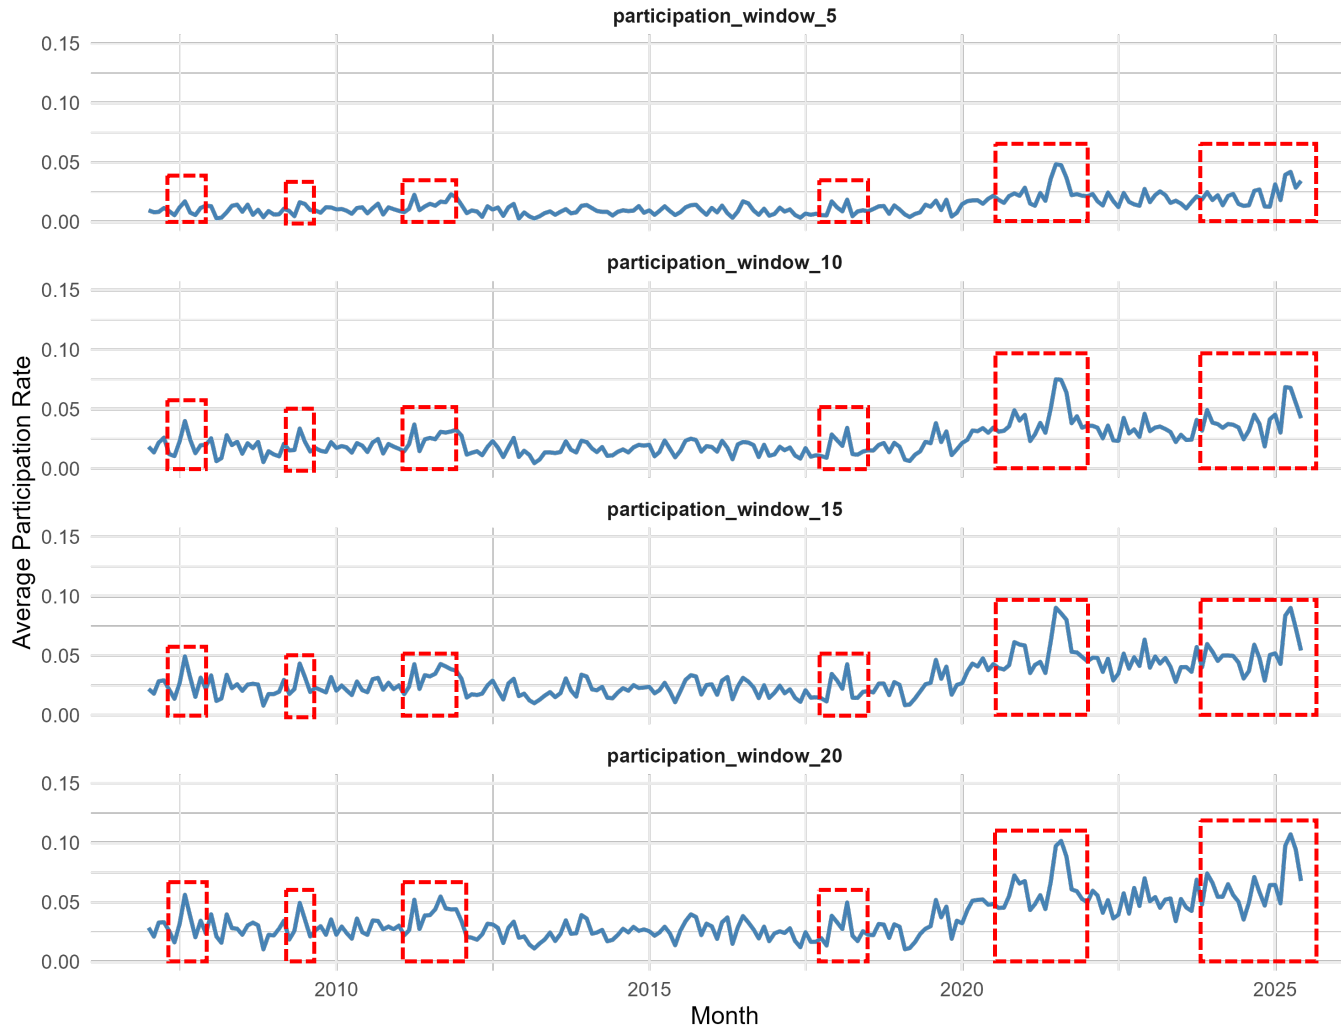 participation_window_5
0.15
0.10
0.05
0.00
participation_window_10
0.15
0.10
0.05
0.00
Average Participation Rate
participation_window_15
0.15
0.10
0.05
0.00
participation_window_20
0.15
0.10
0.05
0.00
2010 2015 2020 2025
Month